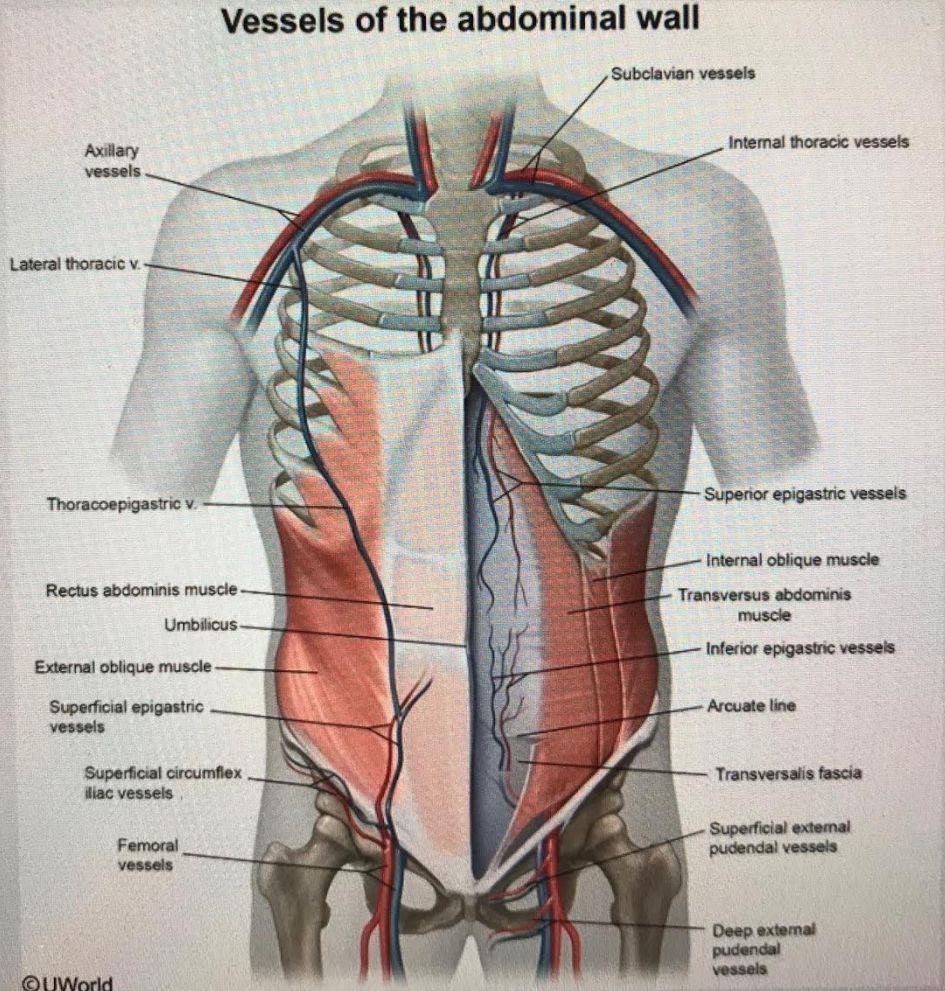 Vessels of the abdominal wall
Subclavian vessels
Internal thoracic vessels
Axillary
vessels
Lateral thoracic v.
Thoracoepigastric v.
Superior epigastric vessels
Internal oblique muscle
Rectus abdominis muscle
Transversus abdominis
muscle
Umbilicus
Inferior epigastric vessels
External oblique muscle
Superficial epigastric
vessels
Arcuate line
Superficial circumflex
iliac vessels
Transversalis fascia
Superficial external
pudendal vessels
Femoral
vessels
Deep external
pudendal
vessels
©UWorld